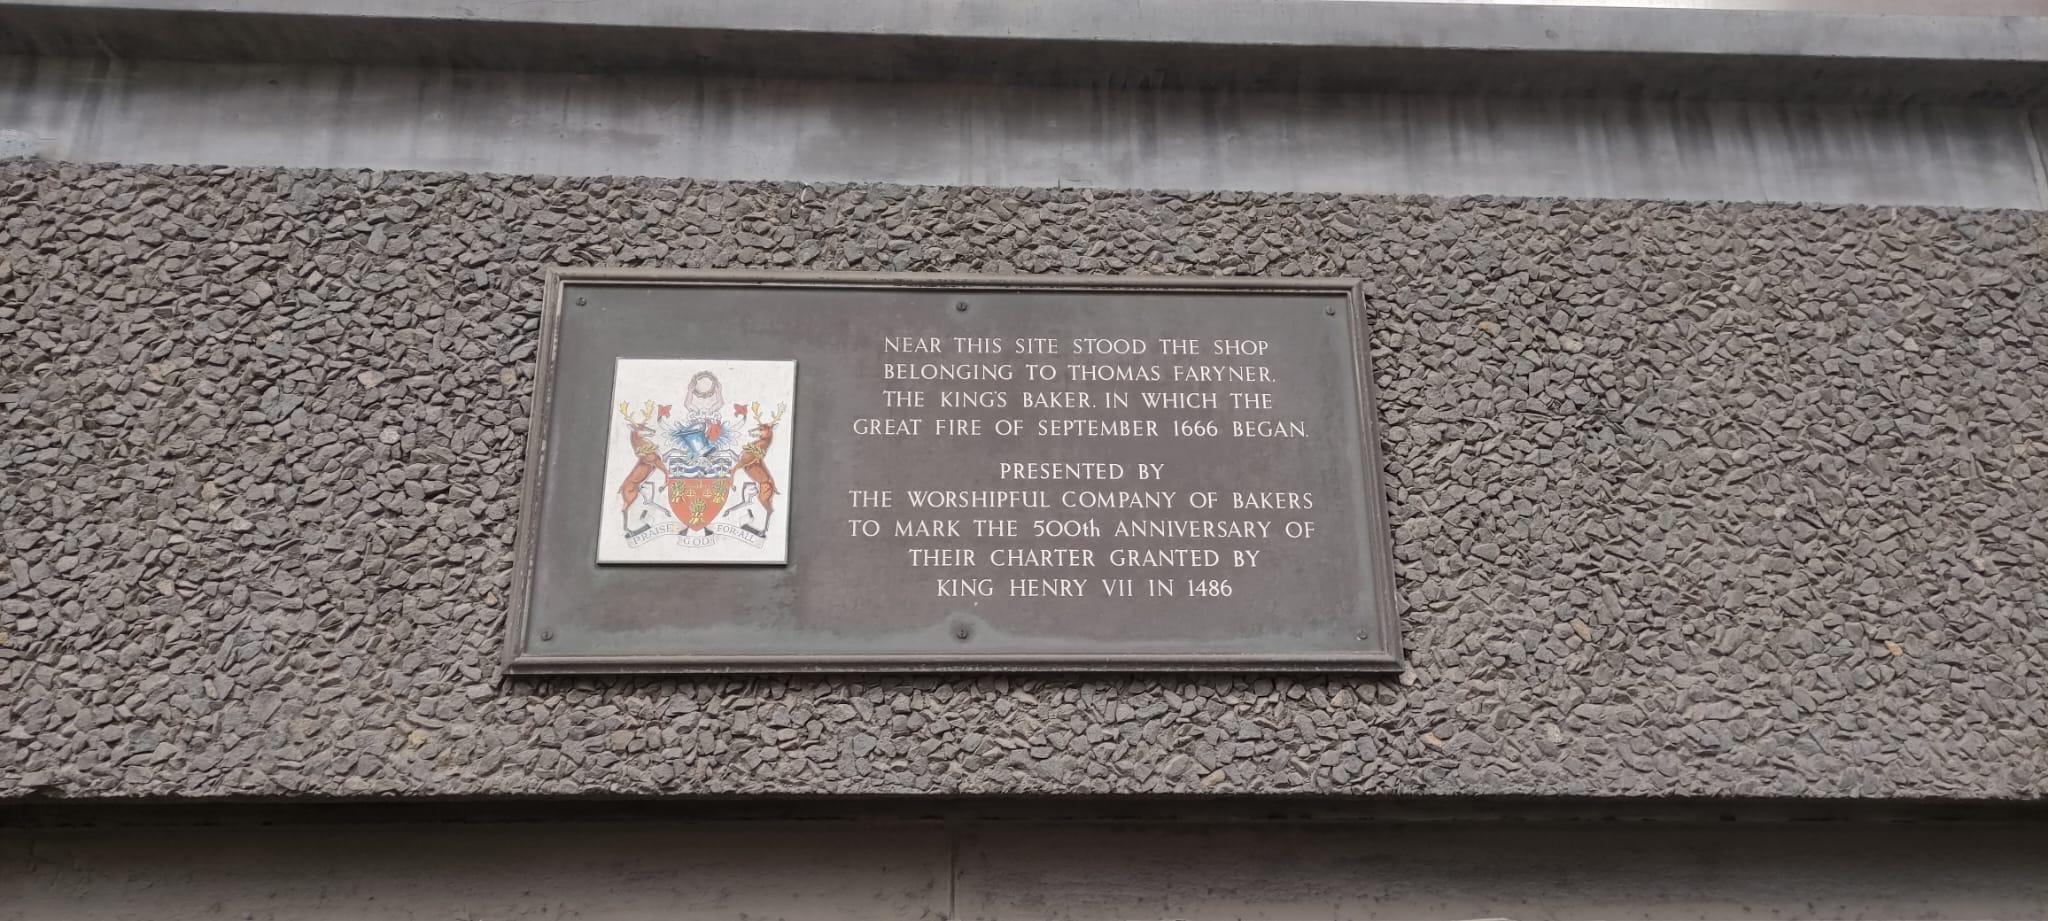 NEAR THIS SITE STOOD THE SHOP
BELONGING TO THOMAS FARYNER,
THE KING'S BAKER, IN WHICH THE
GREAT FIRE OF SEPTEMBER 1666 BEGAN.
PRESENTED BY
THE WORSHIPFUL COMPANY OF BAKERS
TO MARK THE 500th ANNIVERSARY OF
THEIR CHARTER GRANTED BY
KING HENRY VII IN 1486
PRAISE GOD FOR ALL